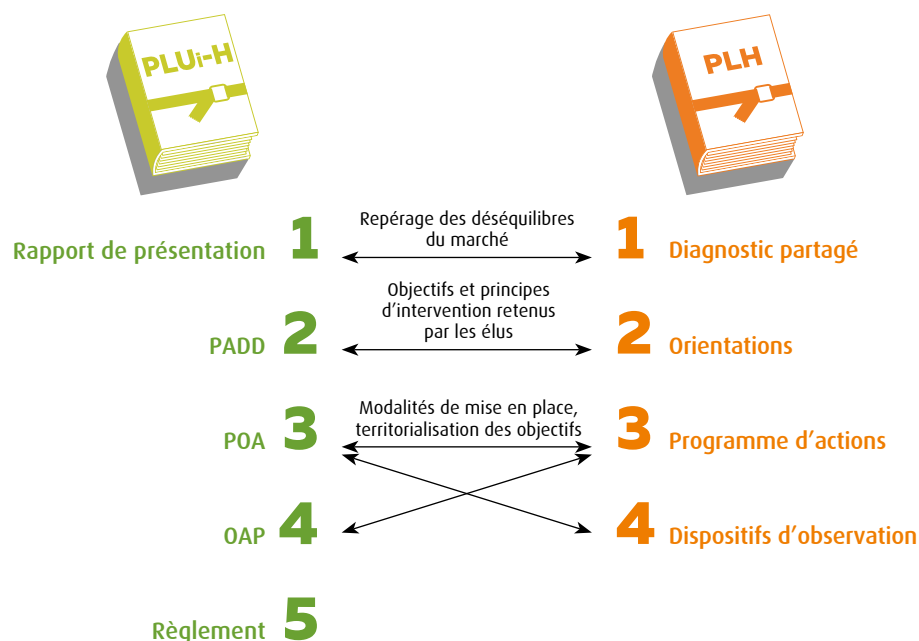 PLUi-H
PLH
Rapport de présentation 1
Repérage des déséquilibres
du marché
1 Diagnostic partagé
PADD 2
Objectifs et principes
d’intervention retenus
par les élus
2 Orientations
POA 3
Modalités de mise en place,
territorialisation des objectifs
3 Programme d’actions
OAP 4
4 Dispositifs d’observation
Règlement 5